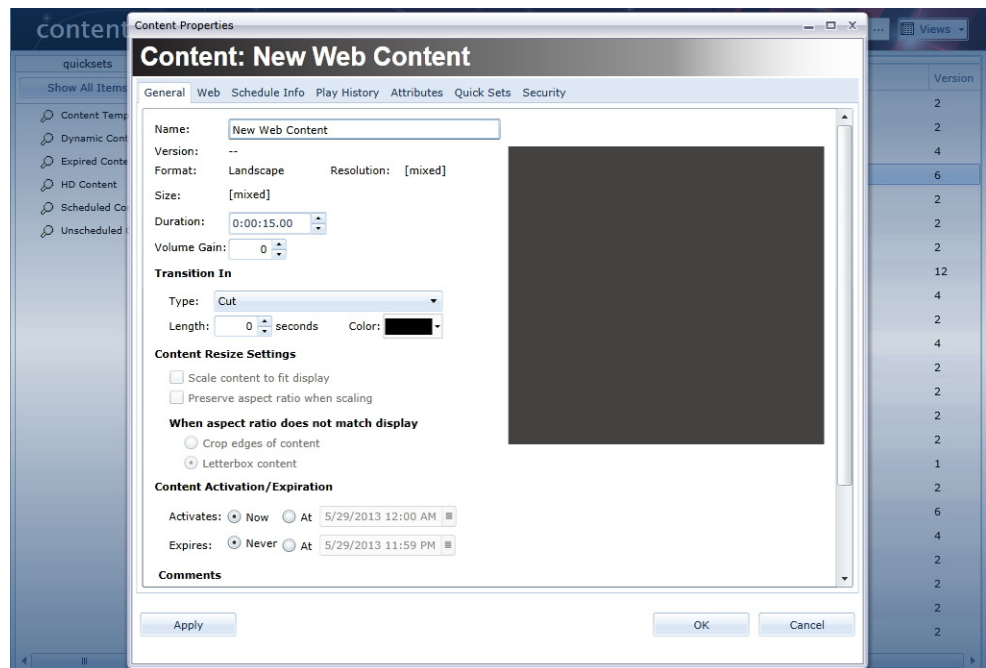 content
Content Properties
... Views
Content: New Web Content
quicksets
Show All Items
Content Temp
Dynamic Cont
Expired Conte
HD Content
Scheduled Co
Unscheduled
General Web Schedule Info Play History Attributes Quick Sets Security
Name: New Web Content
Version: --
Format: Landscape Resolution: [mixed]
Size: [mixed]
Duration: 0:00:15.00
Volume Gain: 0
Transition In
Type: Cut
Length: 0 seconds Color:
Content Resize Settings
Scale content to fit display
Preserve aspect ratio when scaling
When aspect ratio does not match display
Crop edges of content
Letterbox content
Content Activation/Expiration
Activates: Now At 5/29/2013 12:00 AM
Expires: Never At 5/29/2013 11:59 PM
Comments
Apply OK Cancel
Version
2
2
4
6
2
2
2
12
4
2
4
2
2
2
2
1
2
6
4
2
2
2
2